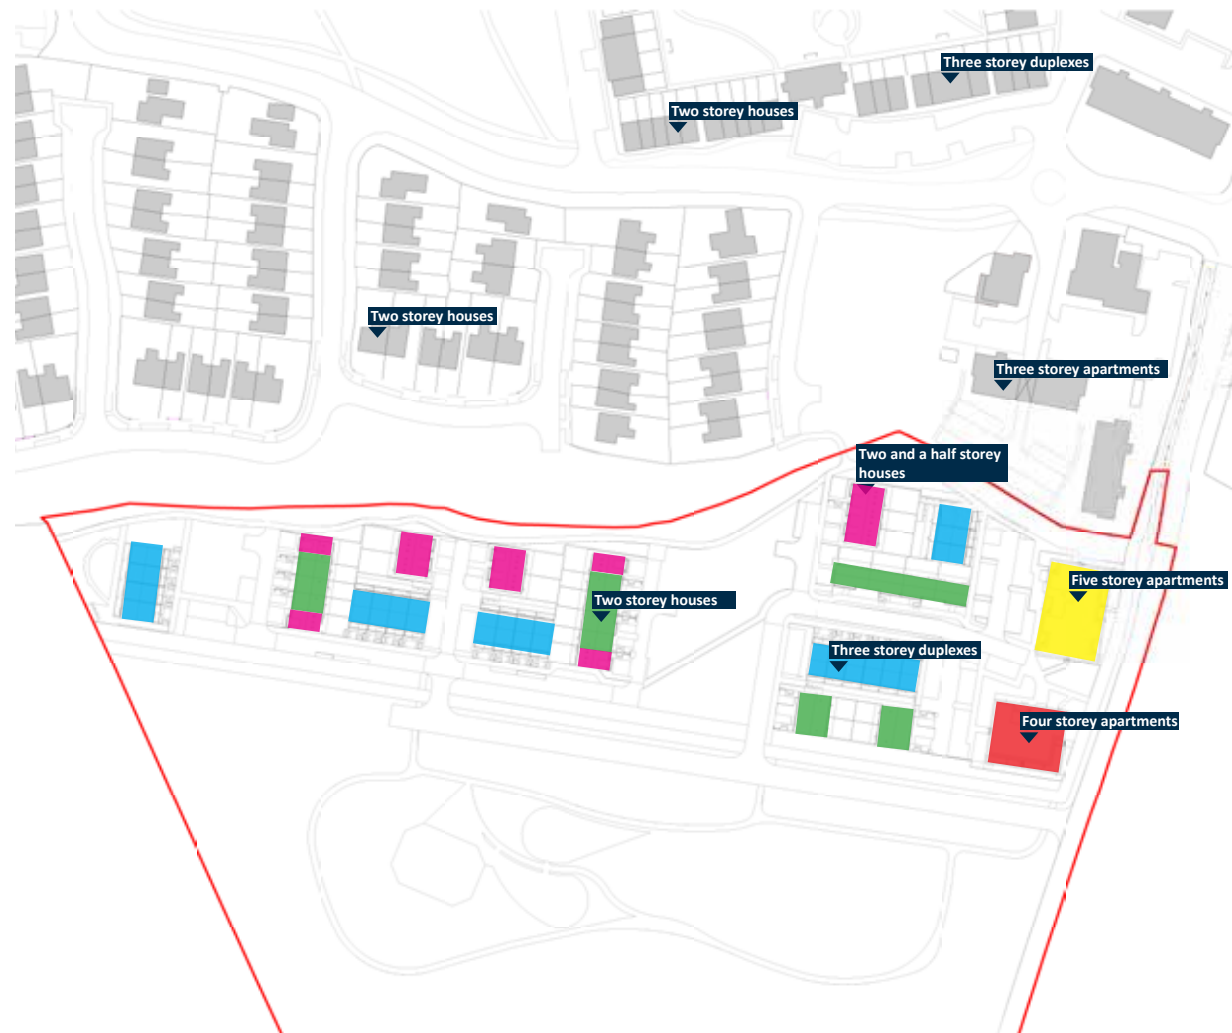 Three storey duplexes
Two storey houses
Two storey houses
Three storey apartments
Two and a half storey
houses
Five storey apartments
Two storey houses
Three storey duplexes
Four storey apartments